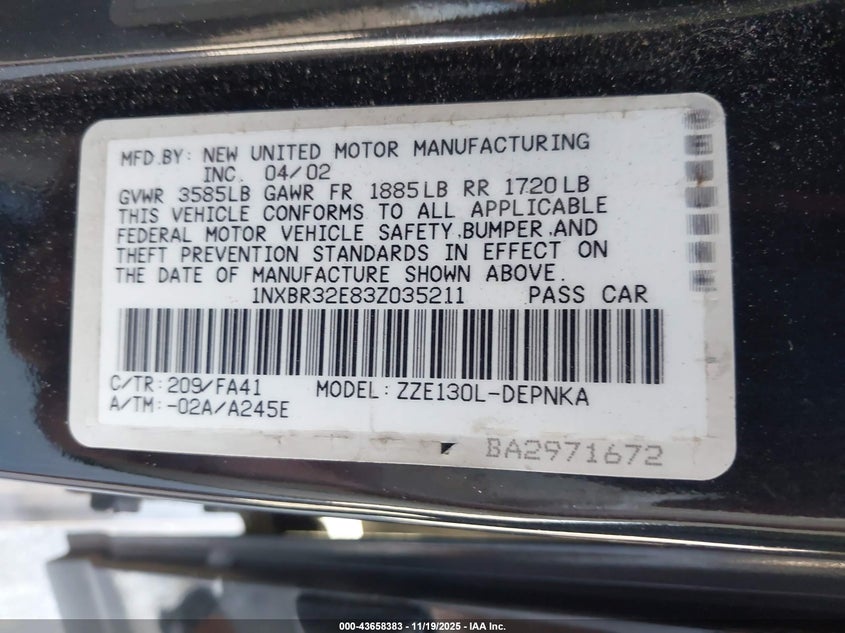 MFD.BY: NEW UNITED MOTOR MANUFACTURING
INC. 04/02
GVWR 3585LB GAWR FR 1885LB RR 1720LB
THIS VEHICLE CONFORMS TO ALL APPLICABLE
FEDERAL MOTOR VEHICLE SAFETY,BUMPER,AND
THEFT PREVENTION STANDARDS IN EFFECT ON
THE DATE OF MANUFACTURE SHOWN ABOVE.
1NXBR32E83Z035211 PASS CAR
C/TR:209/FA41 MODEL:ZZE130L-DEPNKA
A/TM:-02A/A245E
BA2971672
000-43658383 — 11/19/2025 — IAA Inc.